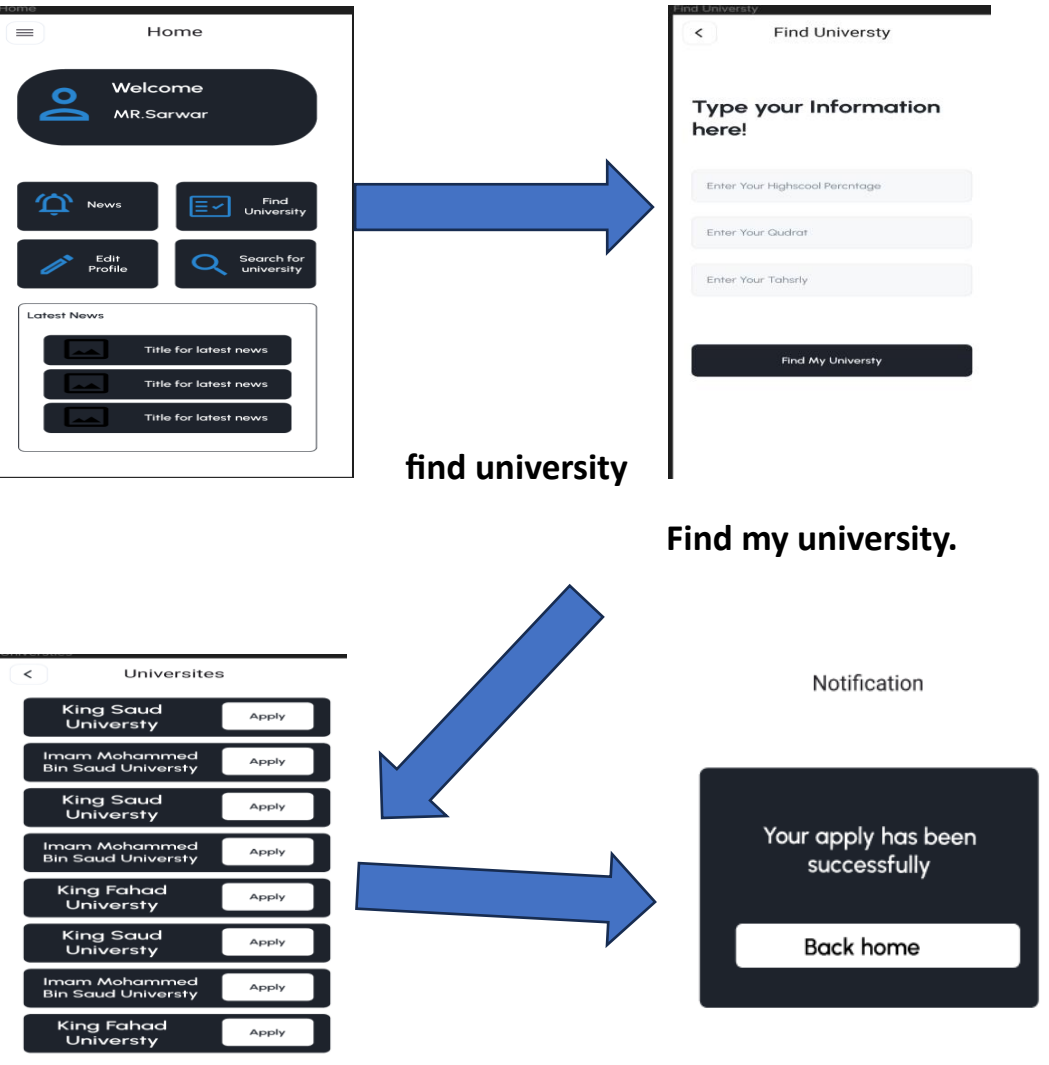 Home
Home
Welcome
MR.Sarwar
News
Find
University
Edit
Profile
Search for
university
Latest News
Title for latest news
Title for latest news
Title for latest news
Find Universty
Find Universty
Type your Information
here!
Enter Your Highscool Percntage
Enter Your Qudrat
Enter Your Tahsrly
Find My Universty
find university
Find my university.
Universites
King Saud
Universty
Apply
Imam Mohammed
Bin Saud Universty
Apply
King Saud
Universty
Apply
Imam Mohammed
Bin Saud Universty
Apply
King Fahad
Universty
Apply
King Saud
Universty
Apply
Imam Mohammed
Bin Saud Universty
Apply
King Fahad
Universty
Apply
Notification
Your apply has been
successfully
Back home